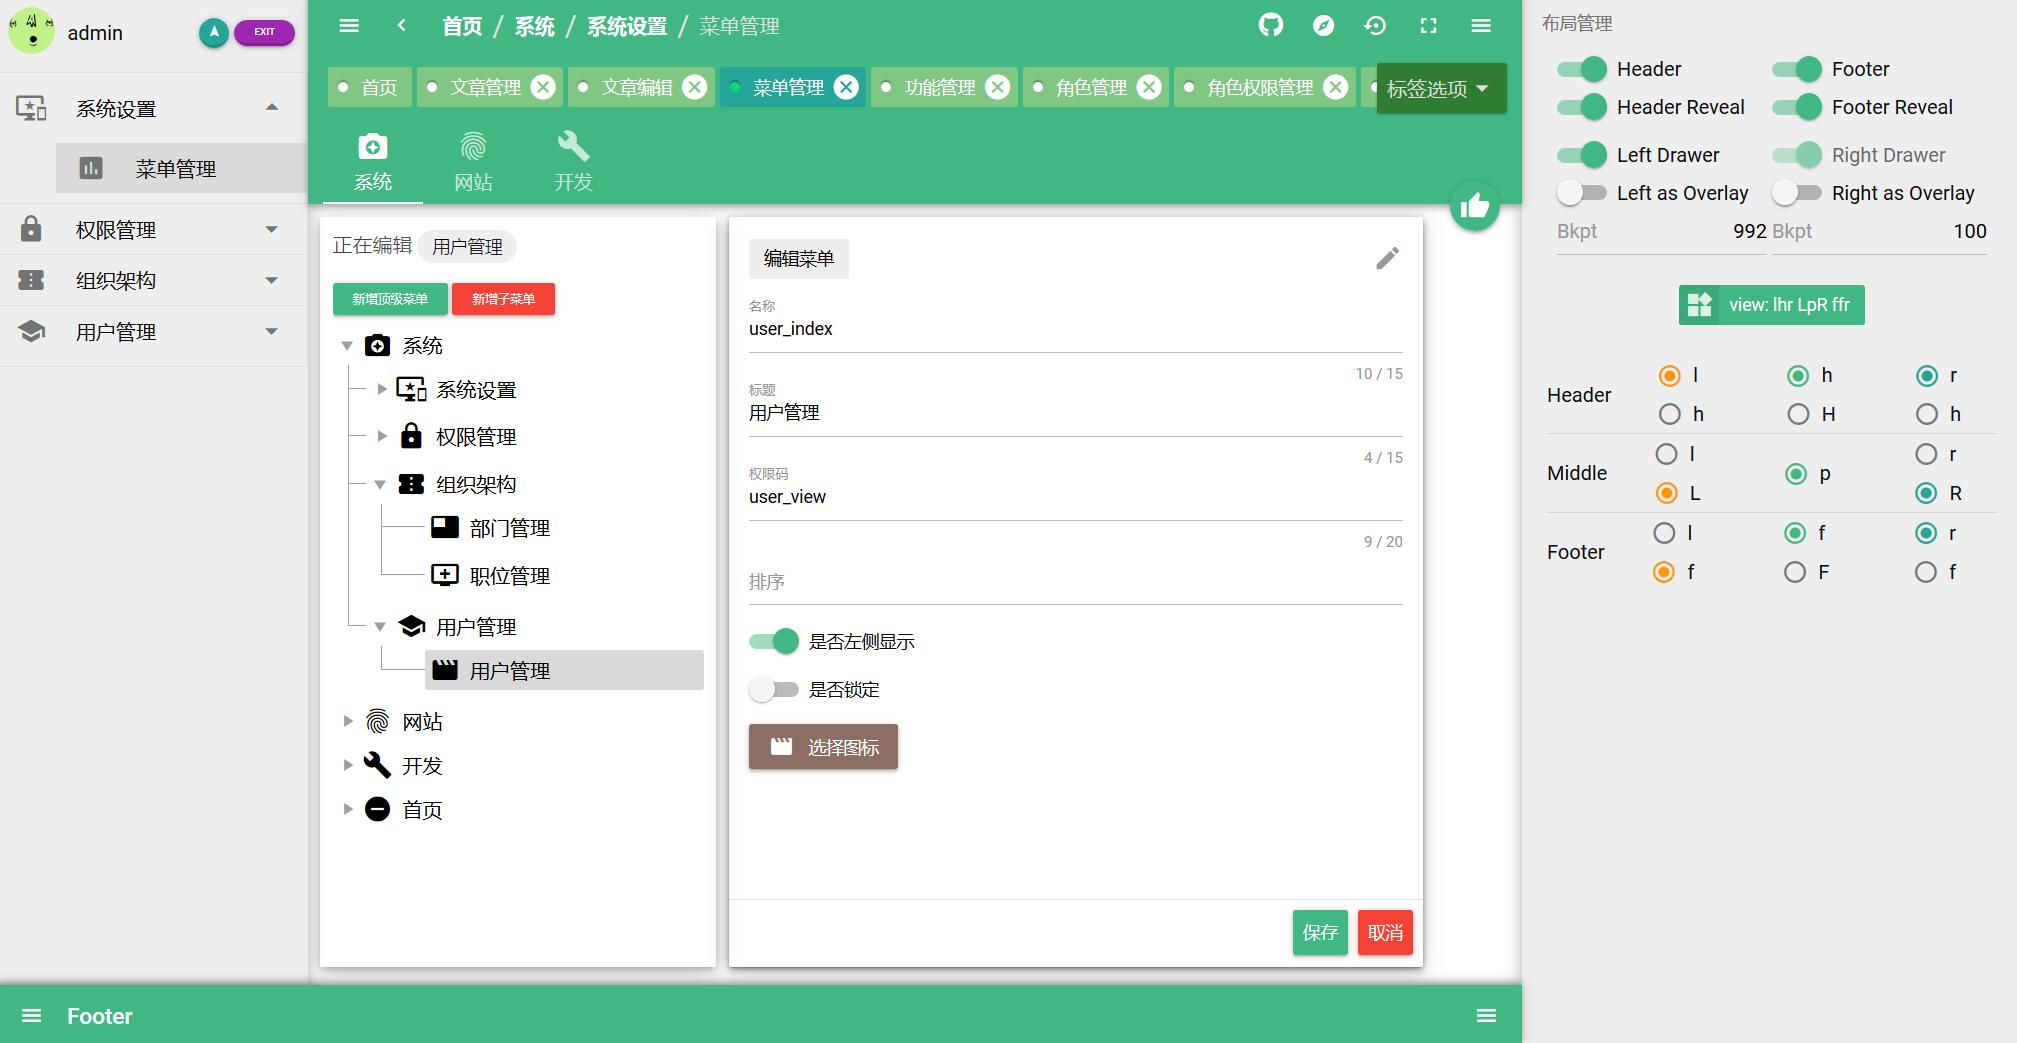 admin
EXIT
系统设置
菜单管理
权限管理
组织架构
用户管理
首页 / 系统 / 系统设置 / 菜单管理
首页 文章管理 文章编辑 菜单管理 功能管理 角色管理 角色权限管理 标签选项
系统 网站 开发
正在编辑 用户管理
新增顶级菜单 新增子菜单
系统
系统设置
权限管理
组织架构
部门管理
职位管理
用户管理
用户管理
网站
开发
首页
编辑菜单
名称
user_index
10 / 15
标题
用户管理
4 / 15
权限码
user_view
9 / 20
排序
是否左侧显示
是否锁定
选择图标
保存 取消
Footer
布局管理
Header Footer
Header Reveal Footer Reveal
Left Drawer Right Drawer
Left as Overlay Right as Overlay
Bkpt 992 Bkpt 100
view: lhr LpR ffr
Header
l h r
h H h
Middle
l p r
L R
Footer
l f r
f F f